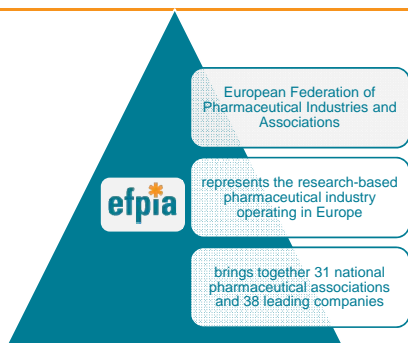 European Federation of
Pharmaceutical Industries and
Associations
efpia
represents the research-based
pharmaceutical industry
operating in Europe
brings together 31 national
pharmaceutical associations
and 38 leading companies